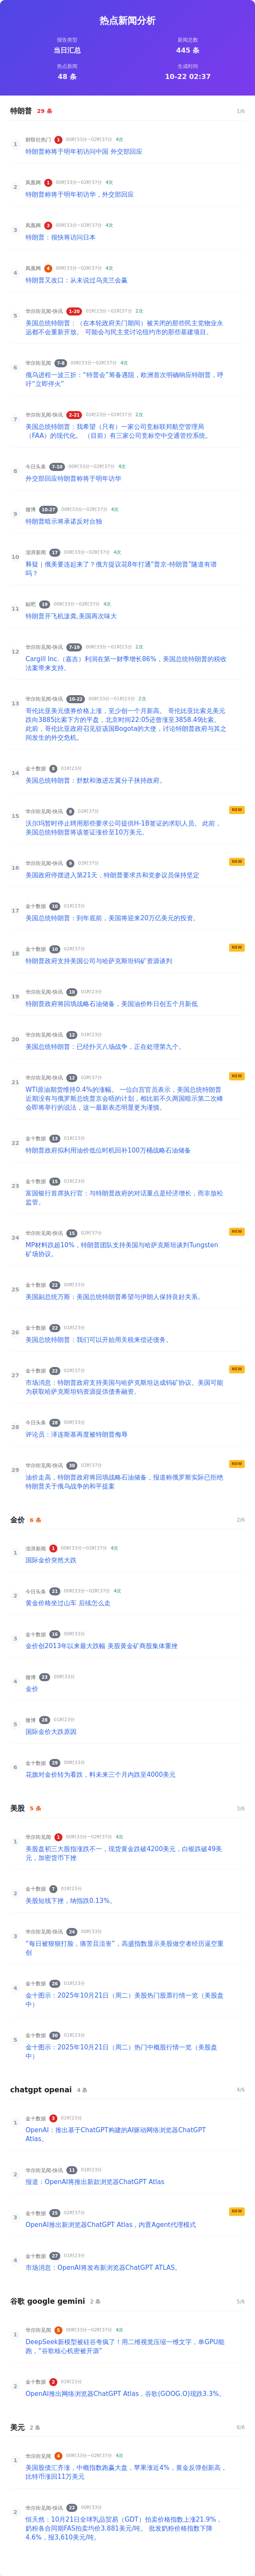 热点新闻分析
报告类型
当日汇总
新闻总数
445 条
热点新闻
48 条
生成时间
10-22 02:37
特朗普 29 条 1/6
1
财联社热门 1 00时33分~02时37分 4次
特朗普称将于明年初访问中国 外交部回应
2
凤凰网 1 00时33分~02时37分 4次
特朗普称将于明年初访华，外交部回应
3
凤凰网 3 00时33分~02时37分 4次
特朗普：很快将访问日本
4
凤凰网 4 00时33分~02时37分 4次
特朗普又改口：从未说过乌克兰会赢
5
华尔街见闻-快讯 1-26 01时23分~02时37分 2次
美国总统特朗普：（在本轮政府关门期间）被关闭的那些民主党物业永
远都不会重新开放。 可能会与民主党讨论纽约市的那些基建项目。
6
华尔街见闻 7-8 00时33分~02时37分 4次
俄乌进程一波三折：“特普会”筹备遇阻，欧洲首次明确响应特朗普，呼
吁“立即停火”
7
华尔街见闻-快讯 2-21 01时23分~02时37分 2次
美国总统特朗普：我希望（只有）一家公司竞标联邦航空管理局
（FAA）的现代化。 （目前）有三家公司竞标中交通管控系统。
8
今日头条 7-10 00时33分~02时37分 4次
外交部回应特朗普称将于明年访华
9
微博 10-27 00时33分~02时37分 4次
特朗普暗示将承诺反对台独
10
澎湃新闻 17 00时33分~02时37分 4次
释疑｜俄美要连起来了？俄方提议花8年打通“普京-特朗普”隧道有谱
吗？
11
贴吧 19 00时33分~02时37分 4次
特朗普开飞机泼粪,美国再次味大
12
华尔街见闻-快讯 7-19 00时33分~01时23分 2次
Cargill Inc.（嘉吉）利润在第一财季增长86%，美国总统特朗普的税收
法案带来支持。
13
华尔街见闻-快讯 10-22 00时33分~01时23分 2次
哥伦比亚美元债券价格上涨，至少创一个月新高。 哥伦比亚比索兑美元
跌向3885比索下方的平盘，北京时间22:05还曾涨至3858.49比索。
此前，哥伦比亚政府召见驻该国Bogota的大使，讨论特朗普政府与其之
间发生的外交危机。
14
金十数据 8 01时23分
美国总统特朗普：舒默和激进左翼分子挟持政府。
15
华尔街见闻-快讯 8 02时37分 NEW
沃尔玛暂时停止聘用那些要求公司提供H-1B签证的求职人员。 此前，
美国总统特朗普将该签证涨价至10万美元。
16
华尔街见闻-快讯 9 02时37分 NEW
美国政府停摆进入第21天，特朗普要求共和党参议员保持坚定
17
金十数据 10 01时23分
美国总统特朗普：到年底前，美国将迎来20万亿美元的投资。
18
金十数据 10 02时37分 NEW
特朗普政府支持美国公司与哈萨克斯坦钨矿资源谈判
19
华尔街见闻-快讯 10 01时23分
特朗普政府将回填战略石油储备，美国油价昨日创五个月新低
20
华尔街见闻-快讯 12 01时23分
美国总统特朗普：已经扑灭八场战争，正在处理第九个。
21
华尔街见闻-快讯 12 02时37分 NEW
WTI原油期货维持0.4%的涨幅。 一位白宫官员表示，美国总统特朗普
近期没有与俄罗斯总统普京会晤的计划，相比前不久两国暗示第二次峰
会即将举行的说法，这一最新表态明显更为谨慎。
22
金十数据 13 01时23分
特朗普政府拟利用油价低位时机回补100万桶战略石油储备
23
金十数据 15 01时23分
富国银行首席执行官：与特朗普政府的对话重点是经济增长，而非放松
监管。
24
华尔街见闻-快讯 15 02时37分 NEW
MP材料跌超10%，特朗普团队支持美国与哈萨克斯坦谈判Tungsten
矿场协议。
25
金十数据 21 00时33分
美国副总统万斯：美国总统特朗普希望与伊朗人保持良好关系。
26
金十数据 22 01时23分
美国总统特朗普：我们可以开始用关税来偿还债务。
27
金十数据 22 02时37分 NEW
市场消息：特朗普政府支持美国与哈萨克斯坦达成钨矿协议。美国可能
为获取哈萨克斯坦钨资源提供债务融资。
28
今日头条 28 00时33分
评论员：泽连斯基再度被特朗普侮辱
29
华尔街见闻-快讯 30 02时37分 NEW
油价走高，特朗普政府将回填战略石油储备，报道称俄罗斯实际已拒绝
特朗普关于俄乌战争的和平提案
金价 6 条 2/6
1
澎湃新闻 1 00时33分~02时37分 4次
国际金价突然大跌
2
今日头条 21 00时33分~02时37分 4次
黄金价格坐过山车 后续怎么走
3
金十数据 16 00时33分
金价创2013年以来最大跌幅 美股黄金矿商股集体重挫
4
微博 23 00时33分
金价
5
微博 28 01时23分
国际金价大跌原因
6
金十数据 29 00时33分
花旗对金价转为看跌，料未来三个月内跌至4000美元
美股 5 条 3/6
1
华尔街见闻 1 00时33分~02时37分 4次
美股盘初三大股指涨跌不一，现货黄金跌破4200美元，白银跌破49美
元，加密货币下挫
2
金十数据 7 01时23分
美股短线下挫，纳指跌0.13%。
3
华尔街见闻-快讯 24 00时33分
“每日被狠狠打脸，痛苦且沮丧”，高盛指数显示美股做空者经历逼空重
创
4
金十数据 26 01时23分
金十图示：2025年10月21日（周二）美股热门股票行情一览（美股盘
中）
5
金十数据 30 01时23分
金十图示：2025年10月21日（周二）热门中概股行情一览（美股盘
中）
chatgpt openai 4 条 4/6
1
金十数据 3 01时23分
OpenAI：推出基于ChatGPT构建的AI驱动网络浏览器ChatGPT
Atlas。
2
华尔街见闻-快讯 11 01时23分
报道：OpenAI将推出新款浏览器ChatGPT Atlas
3
金十数据 25 02时37分 NEW
OpenAI推出新浏览器ChatGPT Atlas，内置Agent代理模式
4
金十数据 27 01时23分
市场消息：OpenAI将发布新浏览器ChatGPT ATLAS。
谷歌 google gemini 2 条 5/6
1
华尔街见闻 5 00时33分~02时37分 4次
DeepSeek新模型被硅谷夸疯了！用二维视觉压缩一维文字，单GPU能
跑，“谷歌核心机密被开源”
2
金十数据 2 01时23分
OpenAI推出网络浏览器ChatGPT Atlas，谷歌(GOOG.O)现跌3.3%。
美元 2 条 6/6
1
华尔街见闻 4 00时33分~02时37分 4次
美国股债汇齐涨，中概指数跑赢大盘，苹果涨近4%，黄金反弹创新高，
比特币涨回11万美元
2
华尔街见闻-快讯 22 00时33分
恒天然：10月21日全球乳品贸易（GDT）拍卖价格指数上涨21.9%，
奶粉各合同期FAS拍卖均价3.881美元/吨。 批发奶粉价格指数下降
4.6%，报3,610美元/吨。